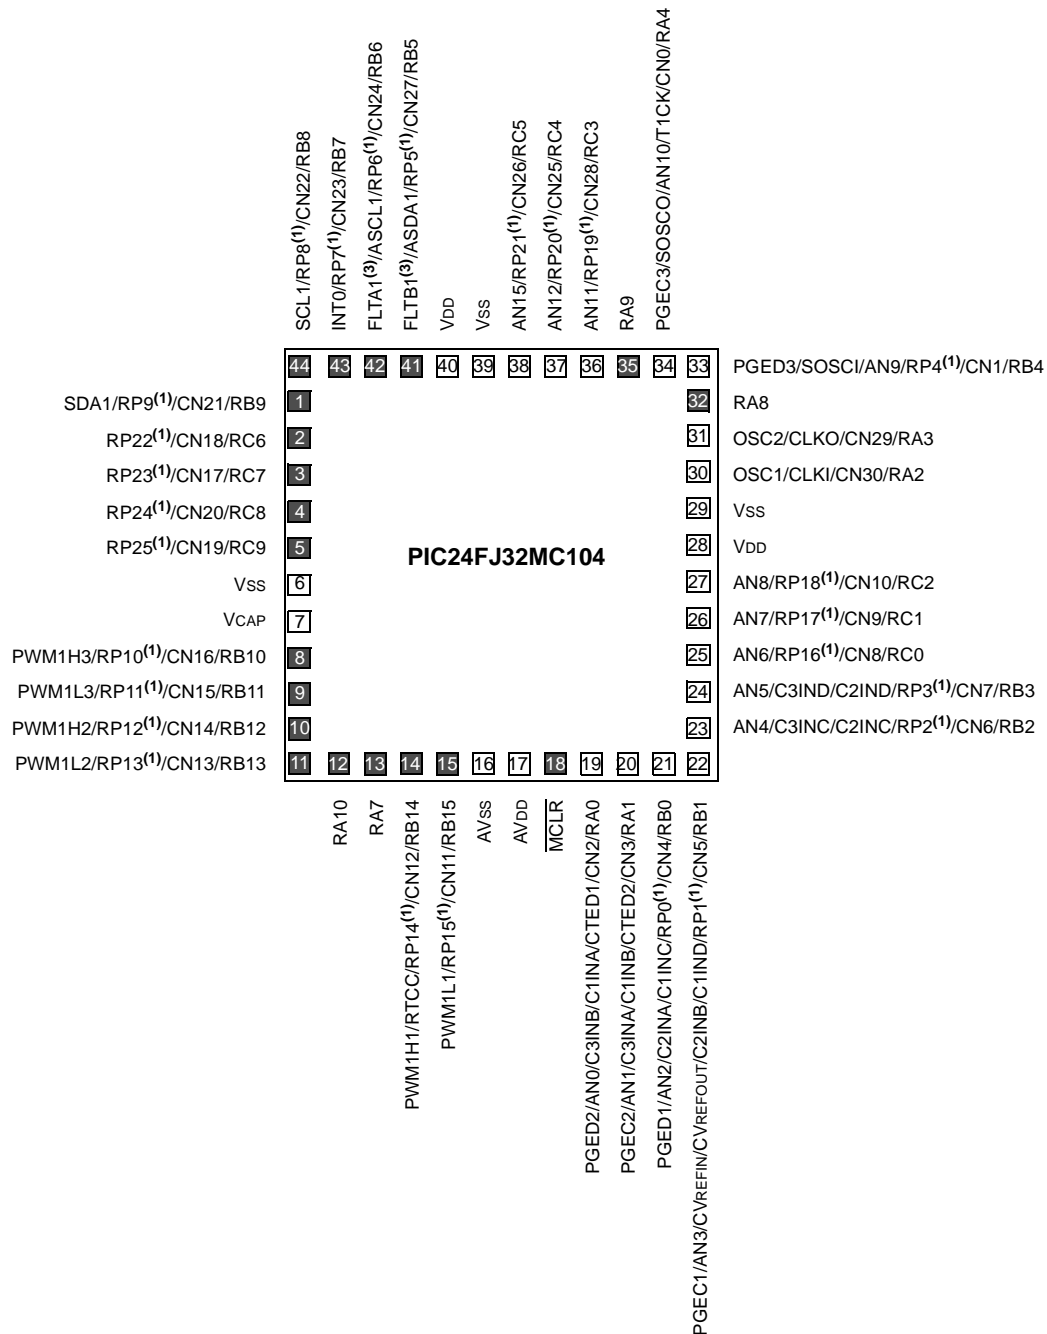 SCL1/RP8(1)/CN22/RB8
INT0/RP7(1)/CN23/RB7
FLTA1(3)/ASCL1/RP6(1)/CN24/RB6
FLTB1(3)/ASDA1/RP5(1)/CN27/RB5
VDD
VSS
AN15/RP21(1)/CN26/RC5
AN12/RP20(1)/CN25/RC4
AN11/RP19(1)/CN28/RC3
RA9
PGEC3/SOSCO/AN10/T1CK/CN0/RA4
44 43 42 41 40 39 38 37 36 35 34 33 PGED3/SOSCI/AN9/RP4(1)/CN1/RB4
SDA1/RP9(1)/CN21/RB9 1 32 RA8
RP22(1)/CN18/RC6 2 31 OSC2/CLKO/CN29/RA3
RP23(1)/CN17/RC7 3 30 OSC1/CLKI/CN30/RA2
RP24(1)/CN20/RC8 4 29 VSS
RP25(1)/CN19/RC9 5 28 VDD
PIC24FJ32MC104
VSS 6 27 AN8/RP18(1)/CN10/RC2
VCAP 7 26 AN7/RP17(1)/CN9/RC1
PWM1H3/RP10(1)/CN16/RB10 8 25 AN6/RP16(1)/CN8/RC0
PWM1L3/RP11(1)/CN15/RB11 9 24 AN5/C3IND/C2IND/RP3(1)/CN7/RB3
PWM1H2/RP12(1)/CN14/RB12 10 23 AN4/C3INC/C2INC/RP2(1)/CN6/RB2
PWM1L2/RP13(1)/CN13/RB13 11 12 13 14 15 16 17 18 19 20 21 22
RA10
RA7
PWM1H1/RTCC/RP14(1)/CN12/RB14
PWM1L1/RP15(1)/CN11/RB15
AVSS
AVDD
MCLR
PGED2/AN0/C3INB/C1INA/CTED1/CN2/RA0
PGEC2/AN1/C3INA/C1INB/CTED2/CN3/RA1
PGED1/AN2/C2INA/C1INC/RP0(1)/CN4/RB0
PGEC1/AN3/CVREFIN/CVREFOUT/C2INB/C1IND/RP1(1)/CN5/RB1